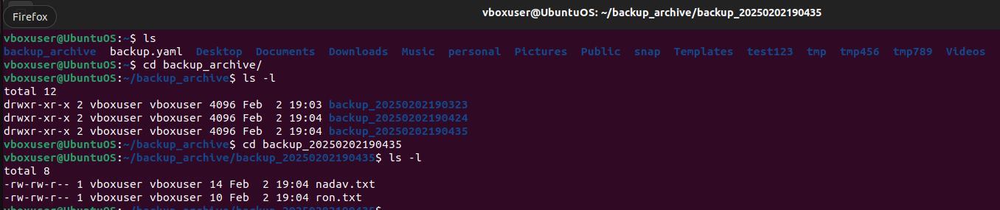 Firefox
vboxuser@UbuntuOS: ~/backup_archive/backup_20250202190435
vboxuser@UbuntuOS:~$ ls
backup_archive  backup.yaml  Desktop  Documents  Downloads  Music  personal  Pictures  Public  snap  Templates  test123  tmp  tmp456  tmp789  Videos
vboxuser@UbuntuOS:~$ cd backup_archive/
vboxuser@UbuntuOS:~/backup_archive$ ls -l
total 12
drwxr-xr-x 2 vboxuser vboxuser 4096 Feb  2 19:03 backup_20250202190323
drwxr-xr-x 2 vboxuser vboxuser 4096 Feb  2 19:04 backup_20250202190424
drwxr-xr-x 2 vboxuser vboxuser 4096 Feb  2 19:04 backup_20250202190435
vboxuser@UbuntuOS:~/backup_archive$ cd backup_20250202190435
vboxuser@UbuntuOS:~/backup_archive/backup_20250202190435$ ls -l
total 8
-rw-rw-r-- 1 vboxuser vboxuser 14 Feb  2 19:04 nadav.txt
-rw-rw-r-- 1 vboxuser vboxuser 10 Feb  2 19:04 ron.txt
vboxuser@UbuntuOS:~/backup_archive/backup_20250202190435$